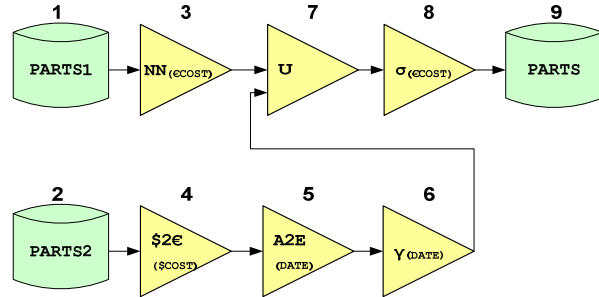 1 3 7 8 9
PARTS1 NN(€COST) U σ(€COST) PARTS
2 4 5 6
PARTS2 $2€ ($COST) A2E (DATE) γ(DATE)